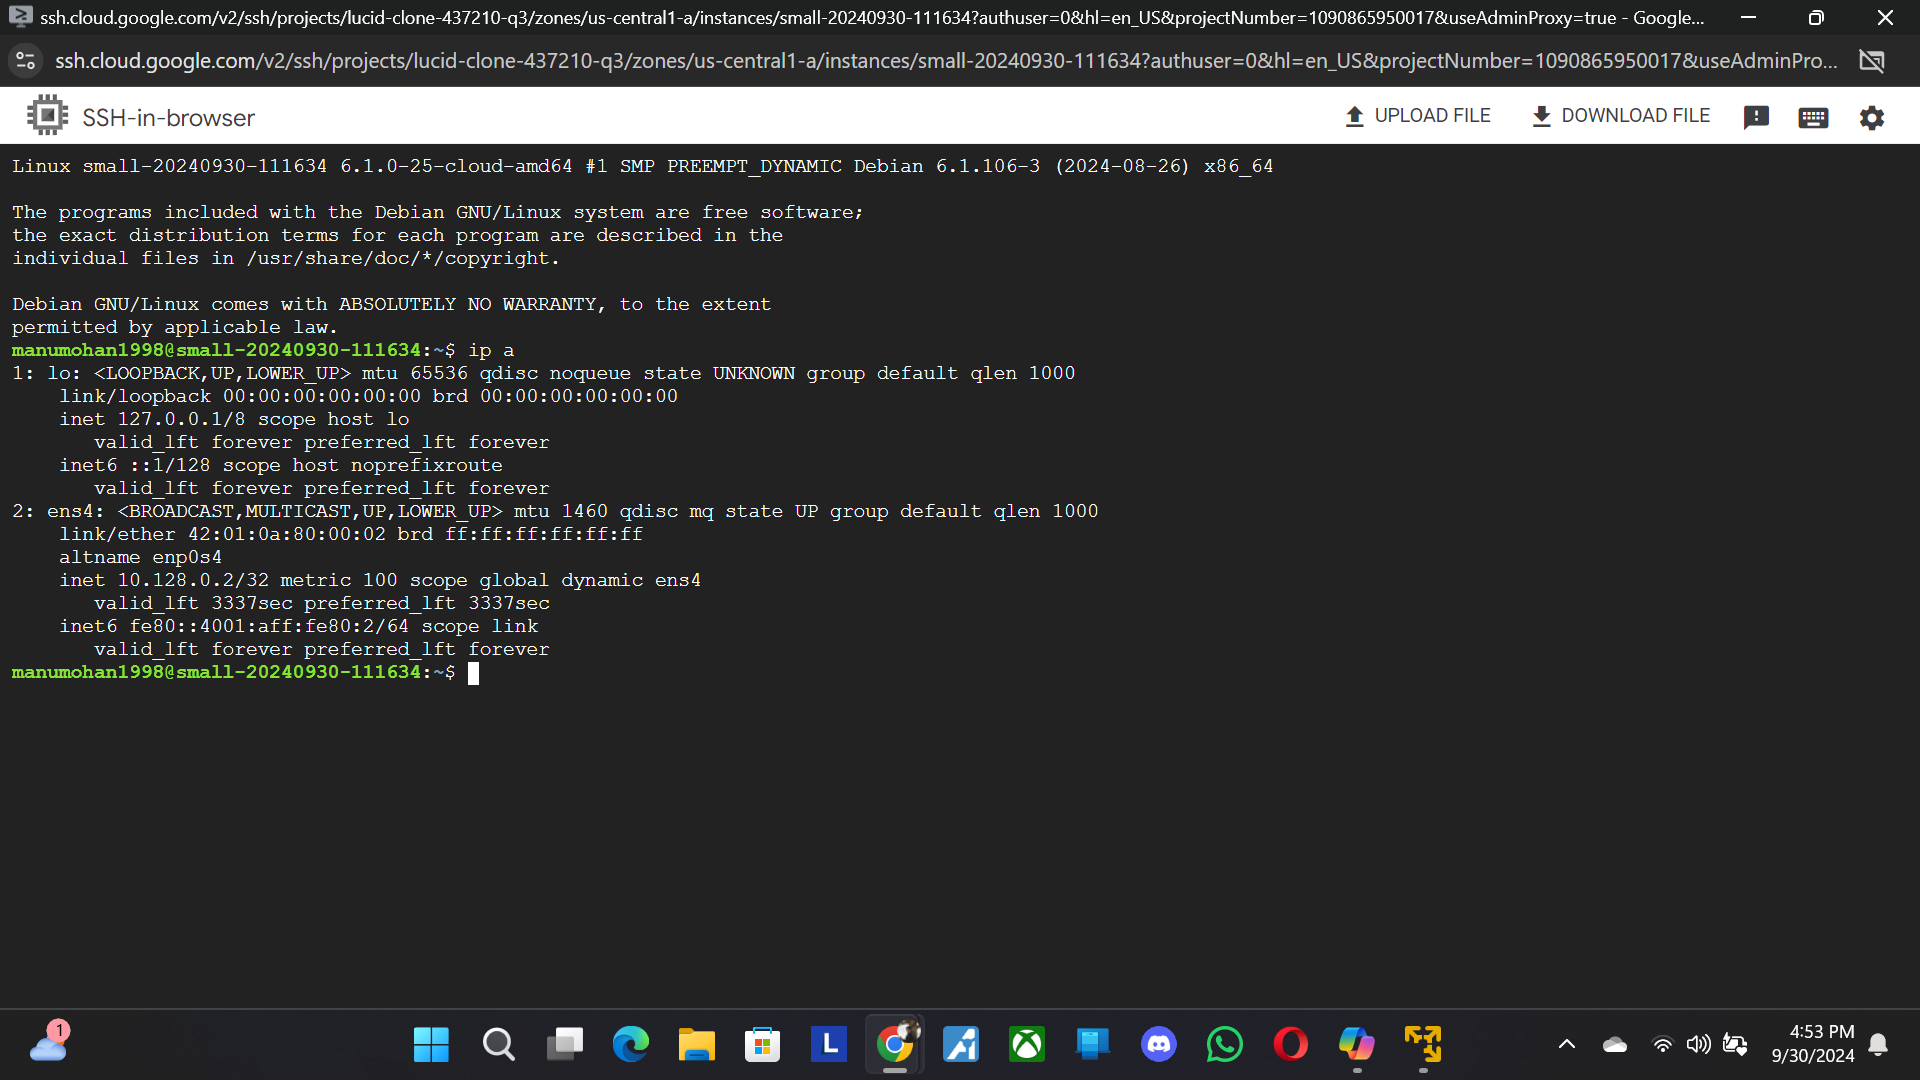 ssh.cloud.google.com/v2/ssh/projects/lucid-clone-437210-q3/zones/us-central1-a/instances/small-20240930-111634?authuser=0&hl=en_US&projectNumber=1090865950017&useAdminProxy=true - Google...
ssh.cloud.google.com/v2/ssh/projects/lucid-clone-437210-q3/zones/us-central1-a/instances/small-20240930-111634?authuser=0&hl=en_US&projectNumber=1090865950017&useAdminPro...
SSH-in-browser UPLOAD FILE DOWNLOAD FILE
Linux small-20240930-111634 6.1.0-25-cloud-amd64 #1 SMP PREEMPT_DYNAMIC Debian 6.1.106-3 (2024-08-26) x86_64
The programs included with the Debian GNU/Linux system are free software;
the exact distribution terms for each program are described in the
individual files in /usr/share/doc/*/copyright.
Debian GNU/Linux comes with ABSOLUTELY NO WARRANTY, to the extent
permitted by applicable law.
manumohan1998@small-20240930-111634:~$ ip a
1: lo: <LOOPBACK,UP,LOWER_UP> mtu 65536 qdisc noqueue state UNKNOWN group default qlen 1000
link/loopback 00:00:00:00:00:00 brd 00:00:00:00:00:00
inet 127.0.0.1/8 scope host lo
valid_lft forever preferred_lft forever
inet6 ::1/128 scope host noprefixroute
valid_lft forever preferred_lft forever
2: ens4: <BROADCAST,MULTICAST,UP,LOWER_UP> mtu 1460 qdisc mq state UP group default qlen 1000
link/ether 42:01:0a:80:00:02 brd ff:ff:ff:ff:ff:ff
altname enp0s4
inet 10.128.0.2/32 metric 100 scope global dynamic ens4
valid_lft 3337sec preferred_lft 3337sec
inet6 fe80::4001:aff:fe80:2/64 scope link
valid_lft forever preferred_lft forever
manumohan1998@small-20240930-111634:~$
1
L
4:53 PM
9/30/2024